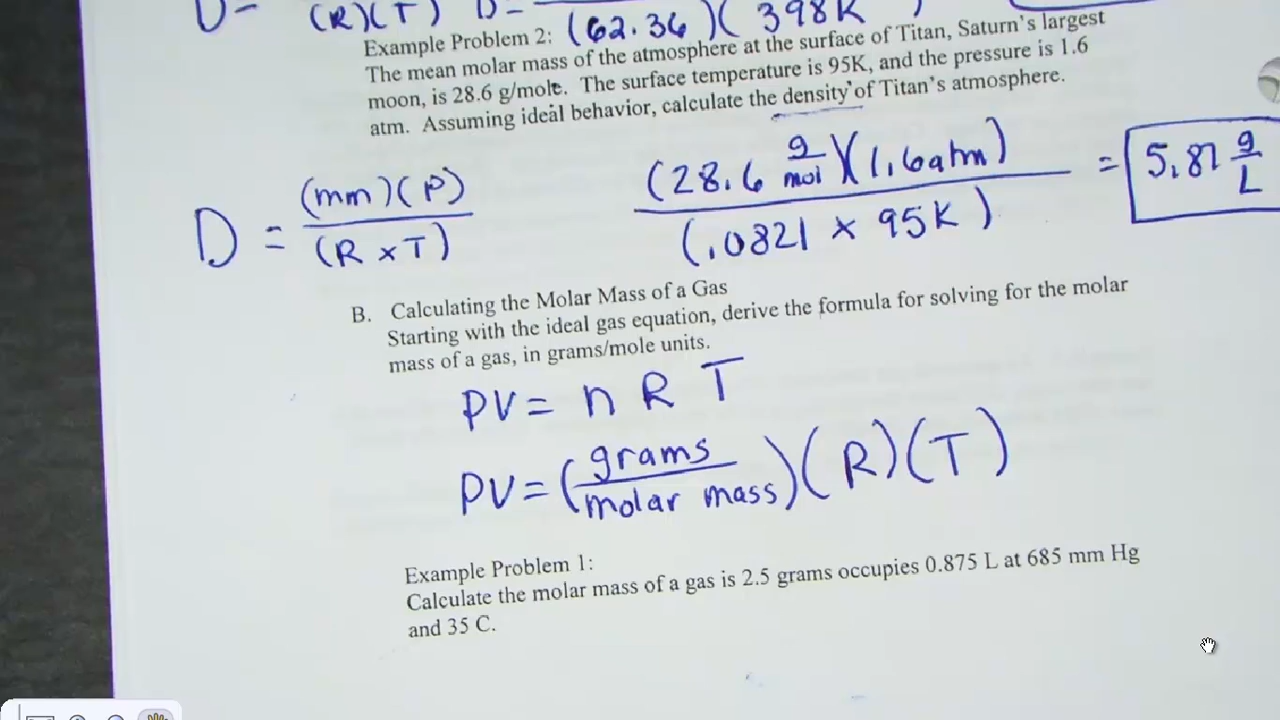 (R)(T) D=
Example Problem 2: (62.36)(398K)
The mean molar mass of the atmosphere at the surface of Titan, Saturn's largest
moon, is 28.6 g/mole. The surface temperature is 95K, and the pressure is 1.6
atm. Assuming ideal behavior, calculate the density of Titan's atmosphere.
D = (mm)(P) / (R x T)
(28.6 g/mol)(1.6atm) / (.0821 x 95K) = 5.87 g/L
B. Calculating the Molar Mass of a Gas
Starting with the ideal gas equation, derive the formula for solving for the molar
mass of a gas, in grams/mole units.
PV = n R T
PV = (grams / molar mass)(R)(T)
Example Problem 1:
Calculate the molar mass of a gas is 2.5 grams occupies 0.875 L at 685 mm Hg
and 35 C.